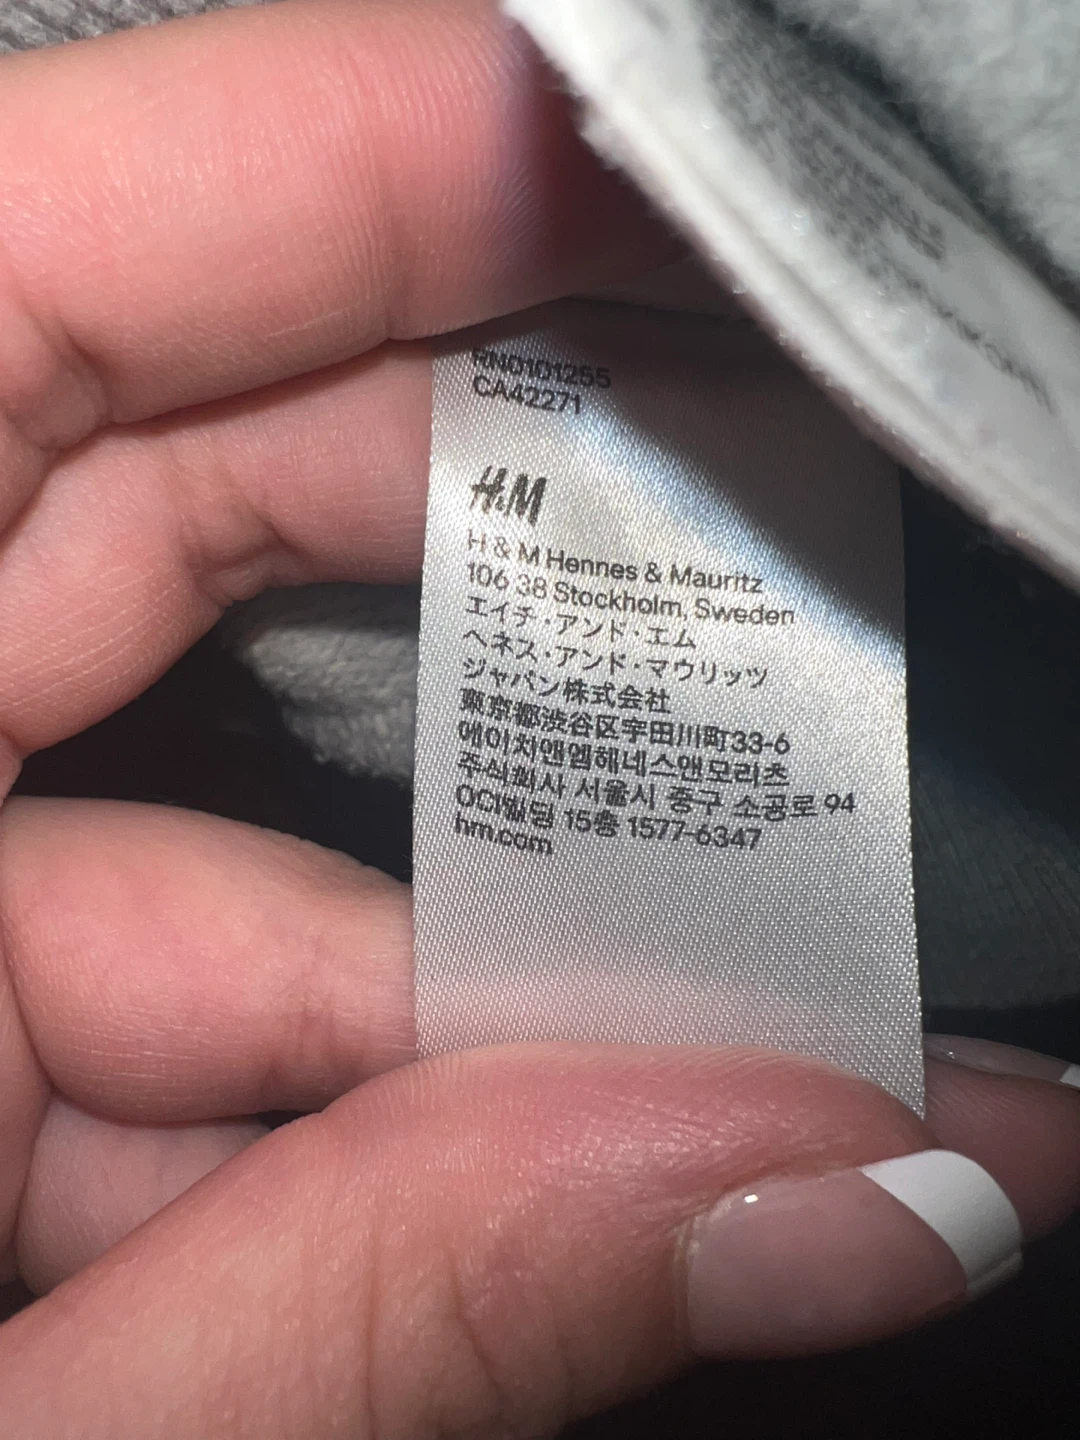 RN0101255
CA42271
H&M
H & M Hennes & Mauritz
106 38 Stockholm, Sweden
エイチ・アンド・エム
ヘネス・アンド・マウリッツ
ジャパン株式会社
東京都渋谷区宇田川町33-6
에이치앤엠헤네스앤모리츠
주식회사 서울시 중구 소공로 94
OCI빌딩 15층 1577-6347
hm.com